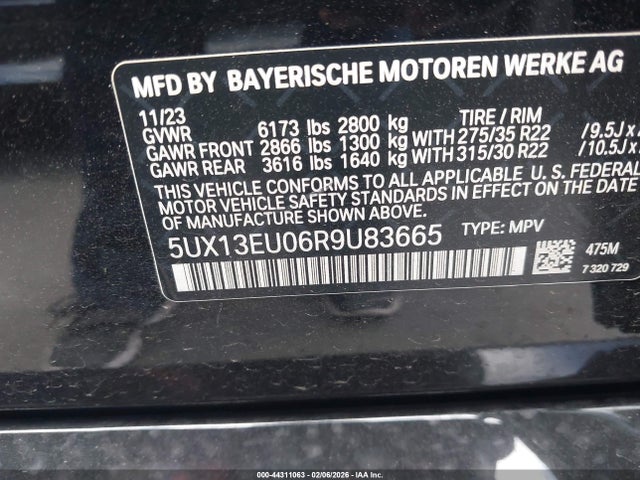 MFD BY BAYERISCHE MOTOREN WERKE AG
11/23 TIRE / RIM
GVWR 6173 lbs 2800 kg
GAWR FRONT 2866 lbs 1300 kg WITH 275/35 R22 /9.5J x
GAWR REAR 3616 lbs 1640 kg WITH 315/30 R22 /10.5J x
THIS VEHICLE CONFORMS TO ALL APPLICABLE U. S. FEDERAL
MOTOR VEHICLE SAFETY STANDARDS IN EFFECT ON THE DATE
OF MANUFACTURE SHOWN ABOVE.
5UX13EU06R9U83665 TYPE: MPV
475M
7 320 729
000-44311063 - 02/06/2026 - IAA Inc.